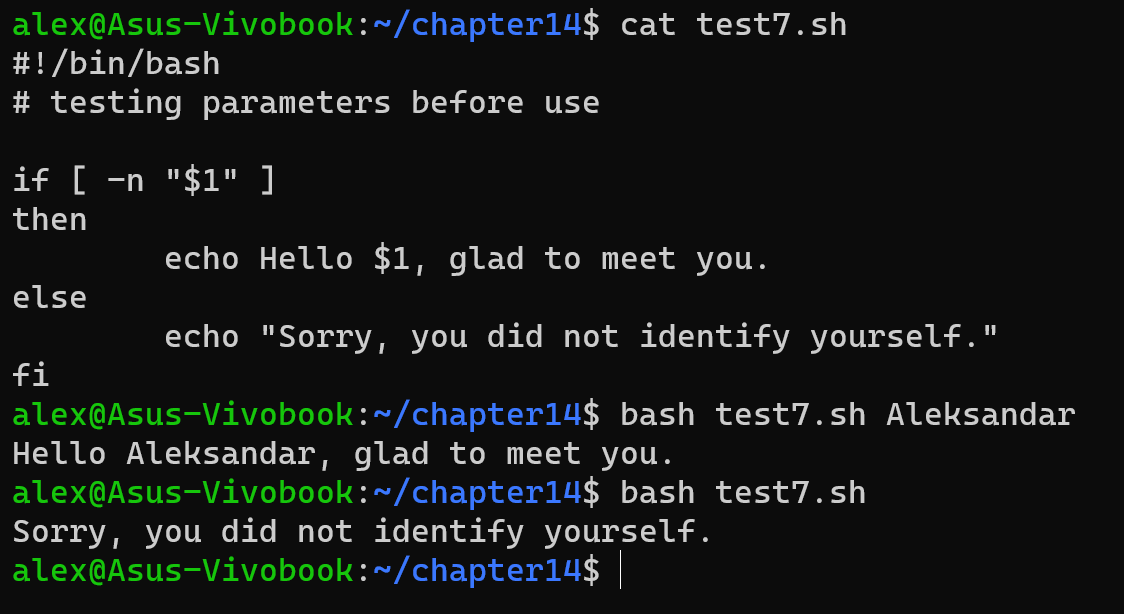 alex@Asus-Vivobook:~/chapter14$ cat test7.sh
#!/bin/bash
# testing parameters before use

if [ -n "$1" ]
then
        echo Hello $1, glad to meet you.
else
        echo "Sorry, you did not identify yourself."
fi
alex@Asus-Vivobook:~/chapter14$ bash test7.sh Aleksandar
Hello Aleksandar, glad to meet you.
alex@Asus-Vivobook:~/chapter14$ bash test7.sh
Sorry, you did not identify yourself.
alex@Asus-Vivobook:~/chapter14$